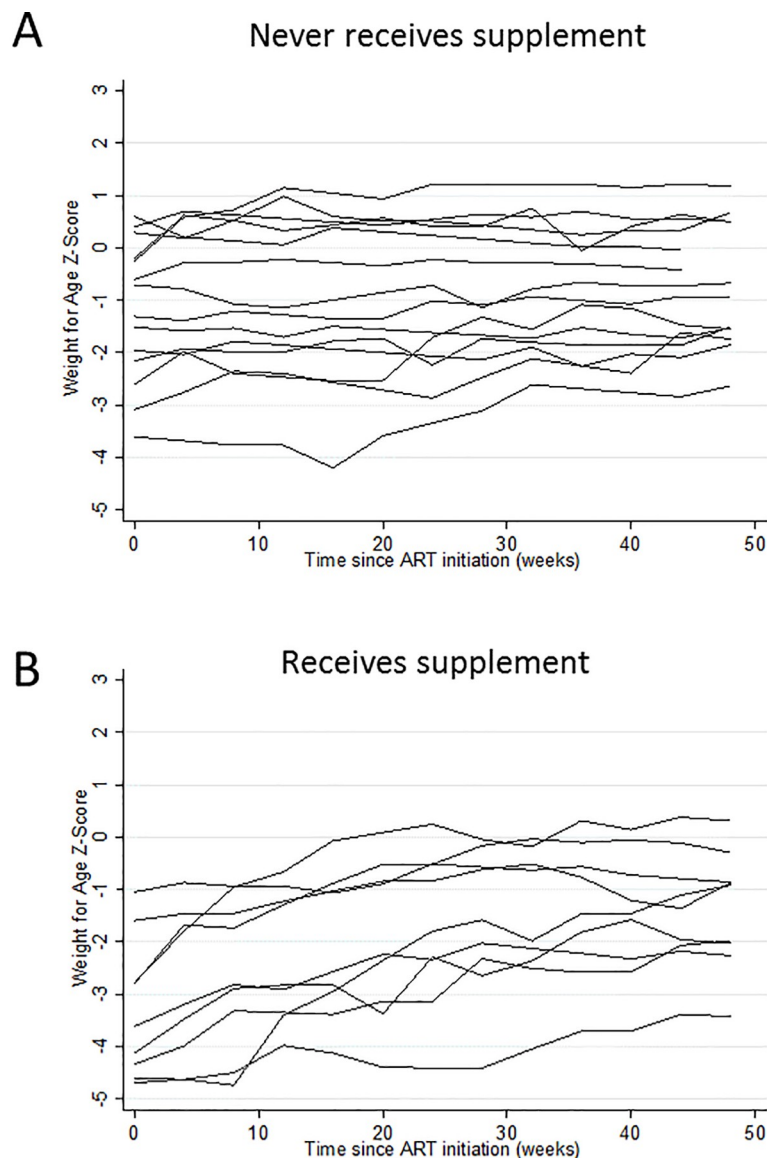 A
Never receives supplement
Weight for Age Z-Score
3
2
1
0
-1
-2
-3
-4
-5
0 10 20 30 40 50
Time since ART initiation (weeks)
B
Receives supplement
Weight for Age Z-Score
3
2
1
0
-1
-2
-3
-4
-5
0 10 20 30 40 50
Time since ART initiation (weeks)